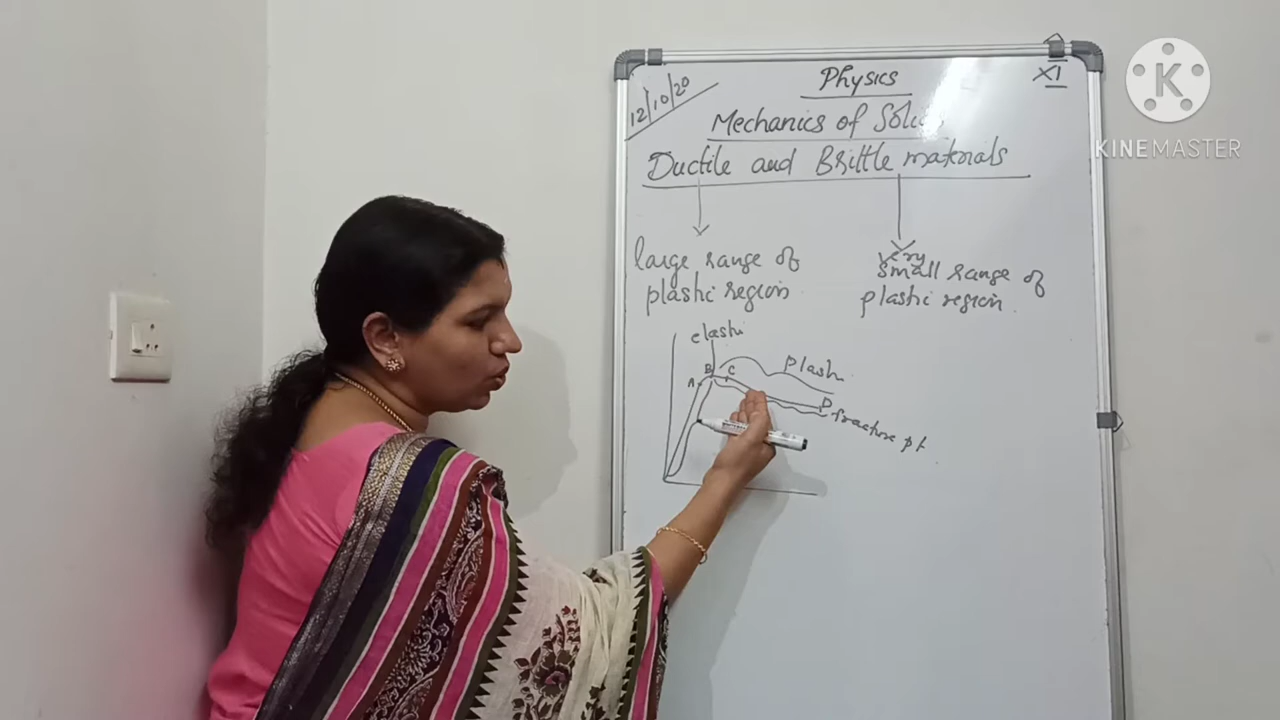 12/10/20
Physics
XI
Mechanics of
Ductile and Brittle materials
large range of
plastic region
very
small range of
plastic region.
elastic
plastic
A B C
D
fracture pt
K
KINEMASTER